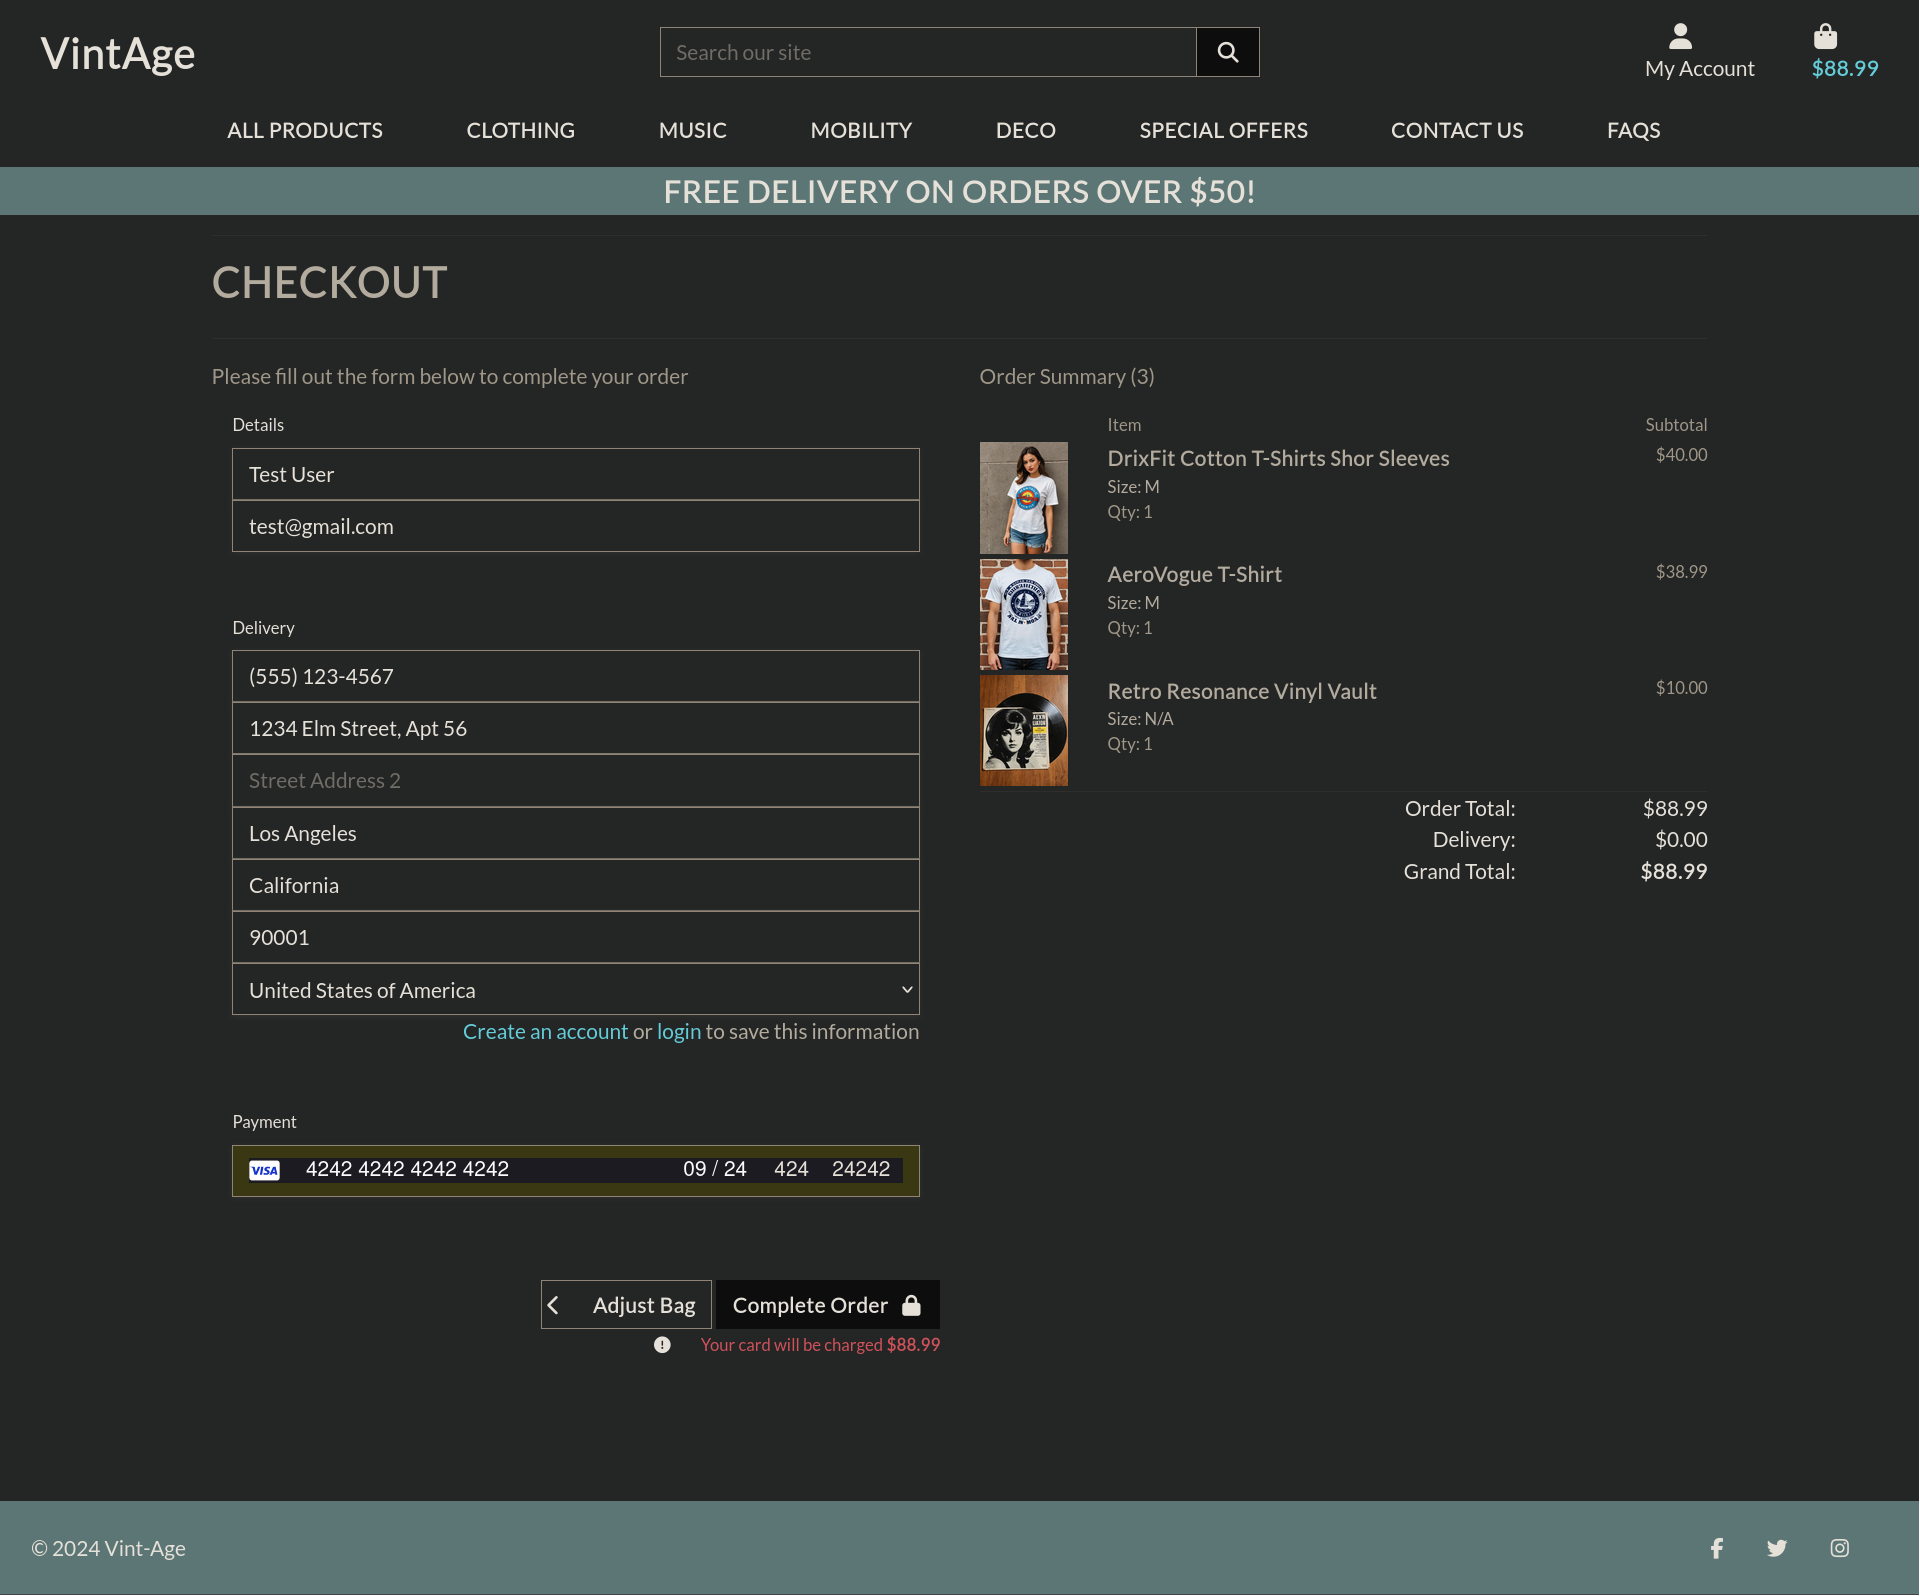 VintAge
Search our site
My Account
$88.99
ALL PRODUCTS CLOTHING MUSIC MOBILITY DECO SPECIAL OFFERS CONTACT US FAQS
FREE DELIVERY ON ORDERS OVER $50!
CHECKOUT
Please fill out the form below to complete your order
Details
Test User
test@gmail.com
Delivery
(555) 123-4567
1234 Elm Street, Apt 56
Street Address 2
Los Angeles
California
90001
United States of America
Create an account or login to save this information
Payment
VISA 4242 4242 4242 4242 09 / 24 424 24242
Adjust Bag
Complete Order
Your card will be charged $88.99
Order Summary (3)
Item Subtotal
DrixFit Cotton T-Shirts Shor Sleeves $40.00
Size: M
Qty: 1
AeroVogue T-Shirt $38.99
Size: M
Qty: 1
Retro Resonance Vinyl Vault $10.00
Size: N/A
Qty: 1
Order Total: $88.99
Delivery: $0.00
Grand Total: $88.99
© 2024 Vint-Age